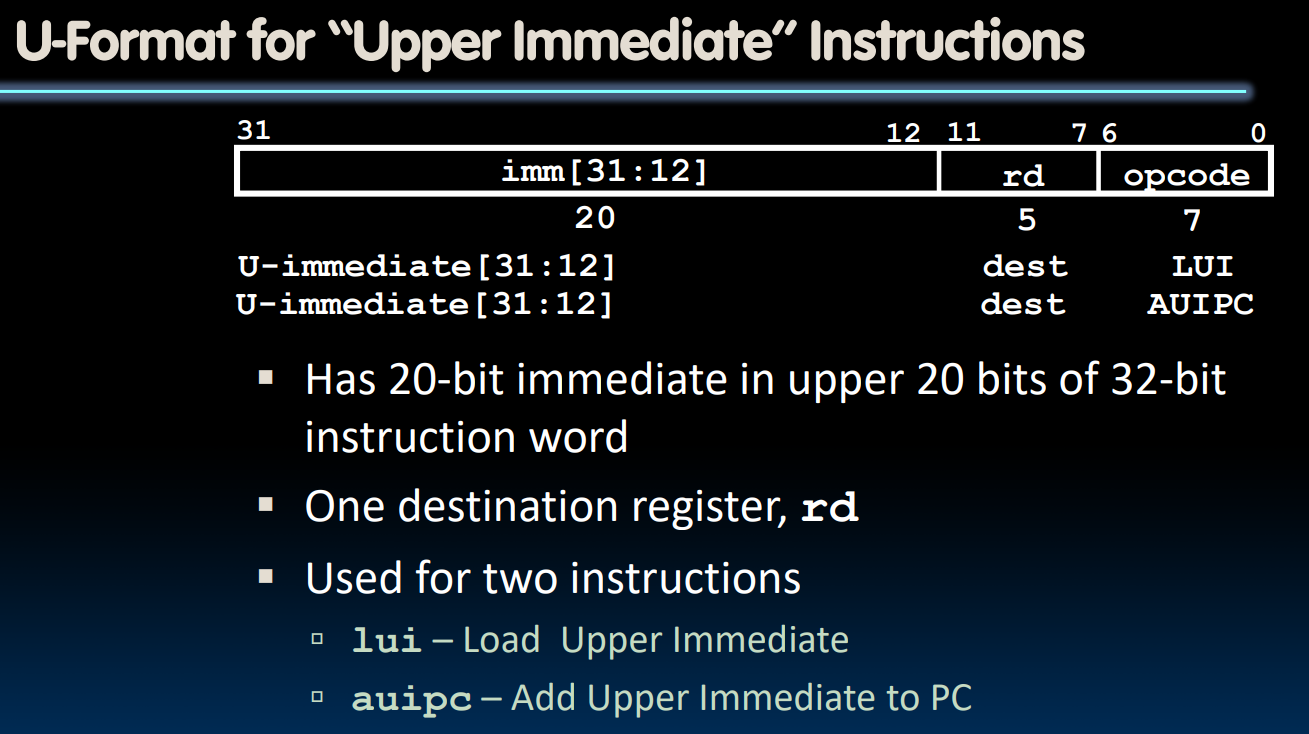 U-Format for “Upper Immediate” Instructions
31 12 11 7 6 0
imm[31:12] rd opcode
20 5 7
U-immediate[31:12] dest LUI
U-immediate[31:12] dest AUIPC
▪ Has 20-bit immediate in upper 20 bits of 32-bit
instruction word
▪ One destination register, rd
▪ Used for two instructions
▫ lui – Load  Upper Immediate
▫ auipc – Add Upper Immediate to PC